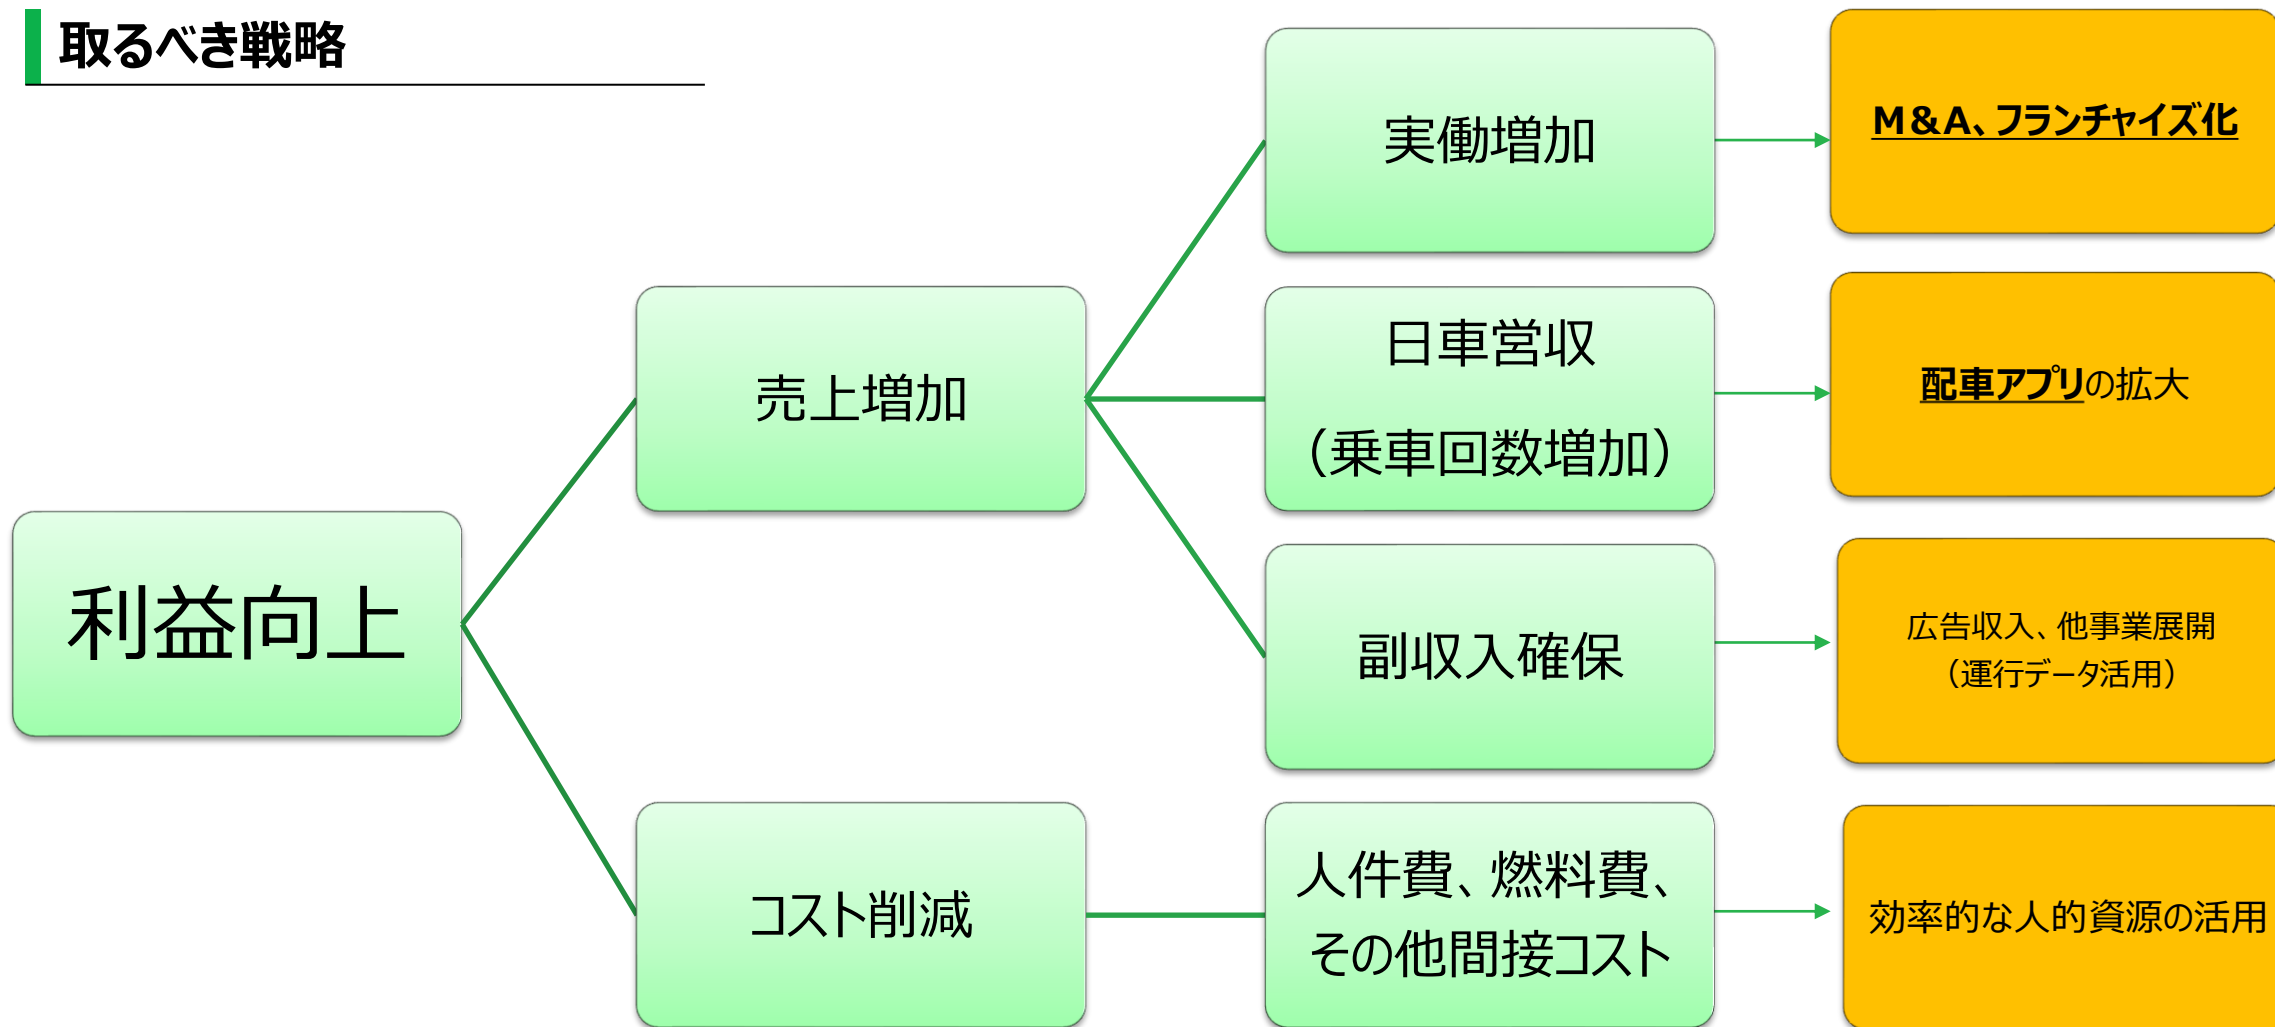 取るべき戦略
実働増加
M&A、フランチャイズ化
日車営収
（乗車回数増加）
配車アプリの拡大
売上増加
利益向上
副収入確保
広告収入、他事業展開
（運行データ活用）
コスト削減
人件費、燃料費、
その他間接コスト
効率的な人的資源の活用